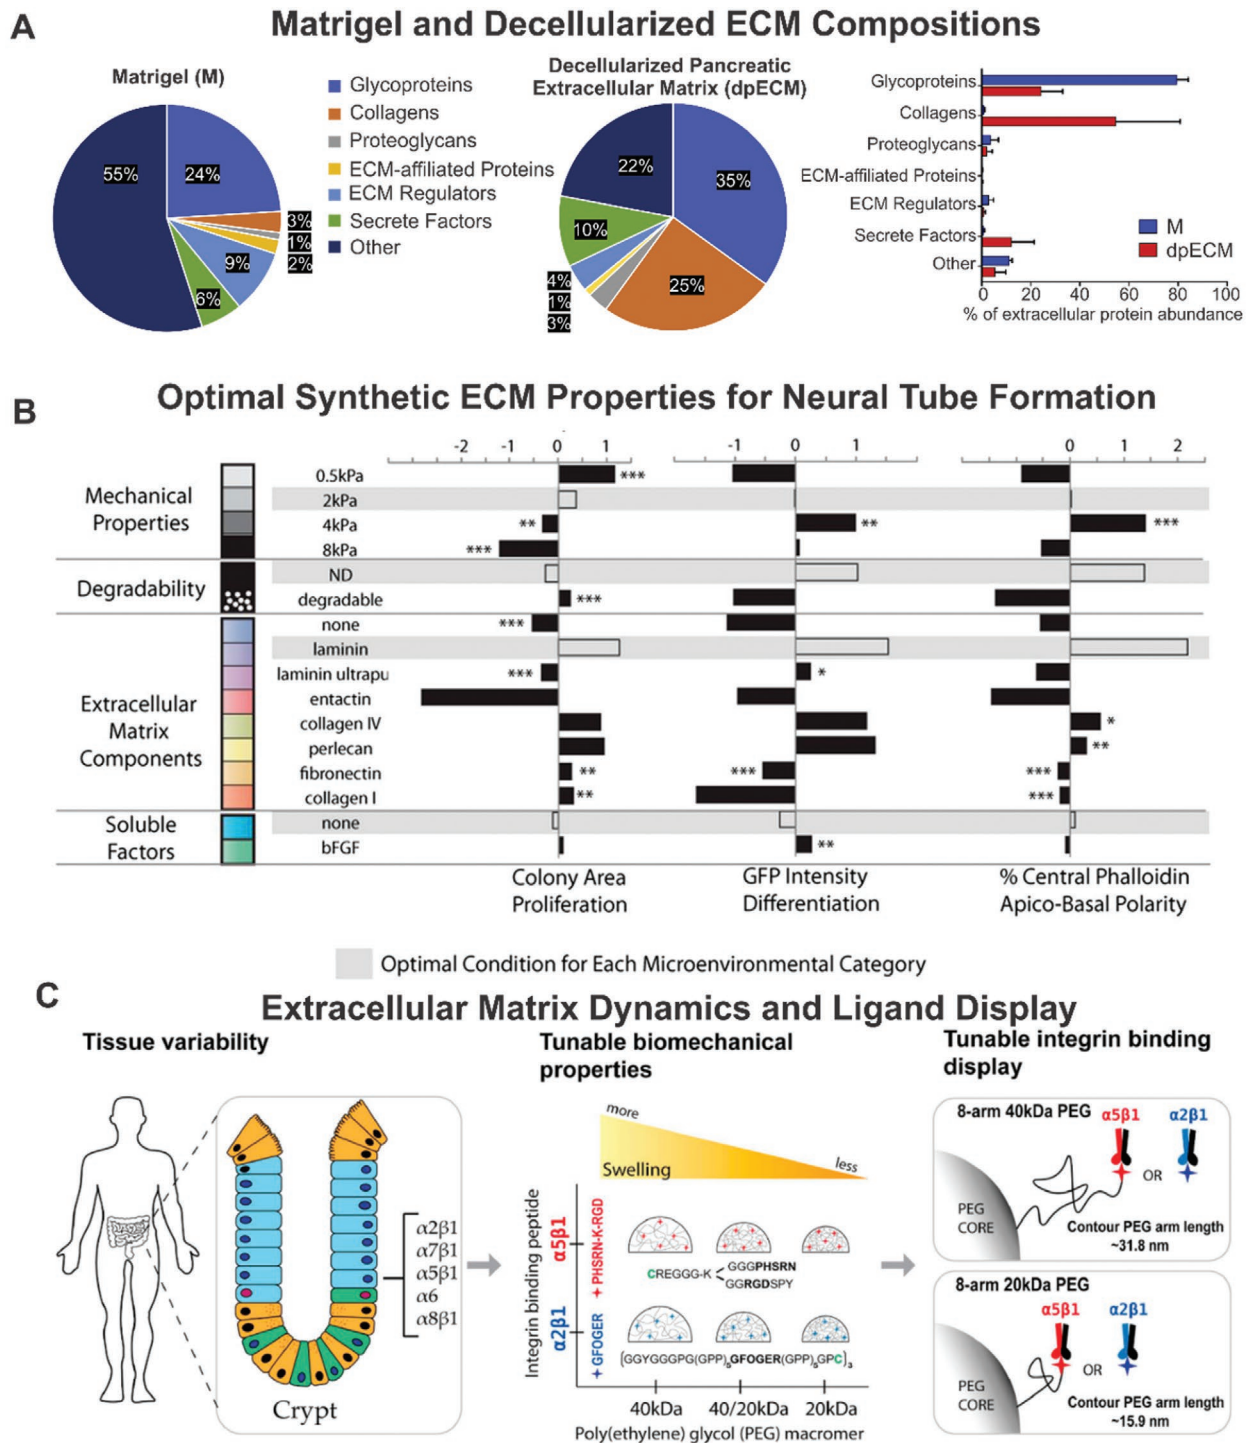 A
Matrigel and Decellularized ECM Compositions
Matrigel (M)
55%
24%
3%
1%
2%
9%
6%
Glycoproteins
Collagens
Proteoglycans
ECM-affiliated Proteins
ECM Regulators
Secrete Factors
Other
Decellularized Pancreatic
Extracellular Matrix (dpECM)
22%
35%
10%
25%
4%
1%
3%
Glycoproteins
Collagens
Proteoglycans
ECM-affiliated Proteins
ECM Regulators
Secrete Factors
Other
M
dpECM
0 20 40 60 80 100
% of extracellular protein abundance
B
Optimal Synthetic ECM Properties for Neural Tube Formation
-2 -1 0 1
-1 0 1
0 1 2
Mechanical
Properties
0.5kPa ***
2kPa
4kPa ** ** ***
8kPa ***
Degradability
ND
degradable ***
Extracellular
Matrix
Components
none ***
laminin
laminin ultrapu *** *
entactin
collagen IV *
perlecan **
fibronectin ** *** ***
collagen I ** ***
Soluble
Factors
none
bFGF **
Colony Area
Proliferation
GFP Intensity
Differentiation
% Central Phalloidin
Apico-Basal Polarity
Optimal Condition for Each Microenvironmental Category
C
Extracellular Matrix Dynamics and Ligand Display
Tissue variability
α2β1
α7β1
α5β1
α6
α8β1
Crypt
Tunable biomechanical
properties
more
Swelling
less
Integrin binding peptide
α5β1
PHSRN-K-RGD
α2β1
GFOGER
CREGGG-K
GGGPHSRN
GGRGDSPY
[GGYGGGPG(GPP)5GFOGER(GPP)5GPC]3
40kDa 40/20kDa 20kDa
Poly(ethylene) glycol (PEG) macromer
Tunable integrin binding
display
8-arm 40kDa PEG
α5β1 α2β1
OR
PEG
CORE
Contour PEG arm length
~31.8 nm
8-arm 20kDa PEG
α5β1 α2β1
OR
PEG
CORE
Contour PEG arm length
~15.9 nm